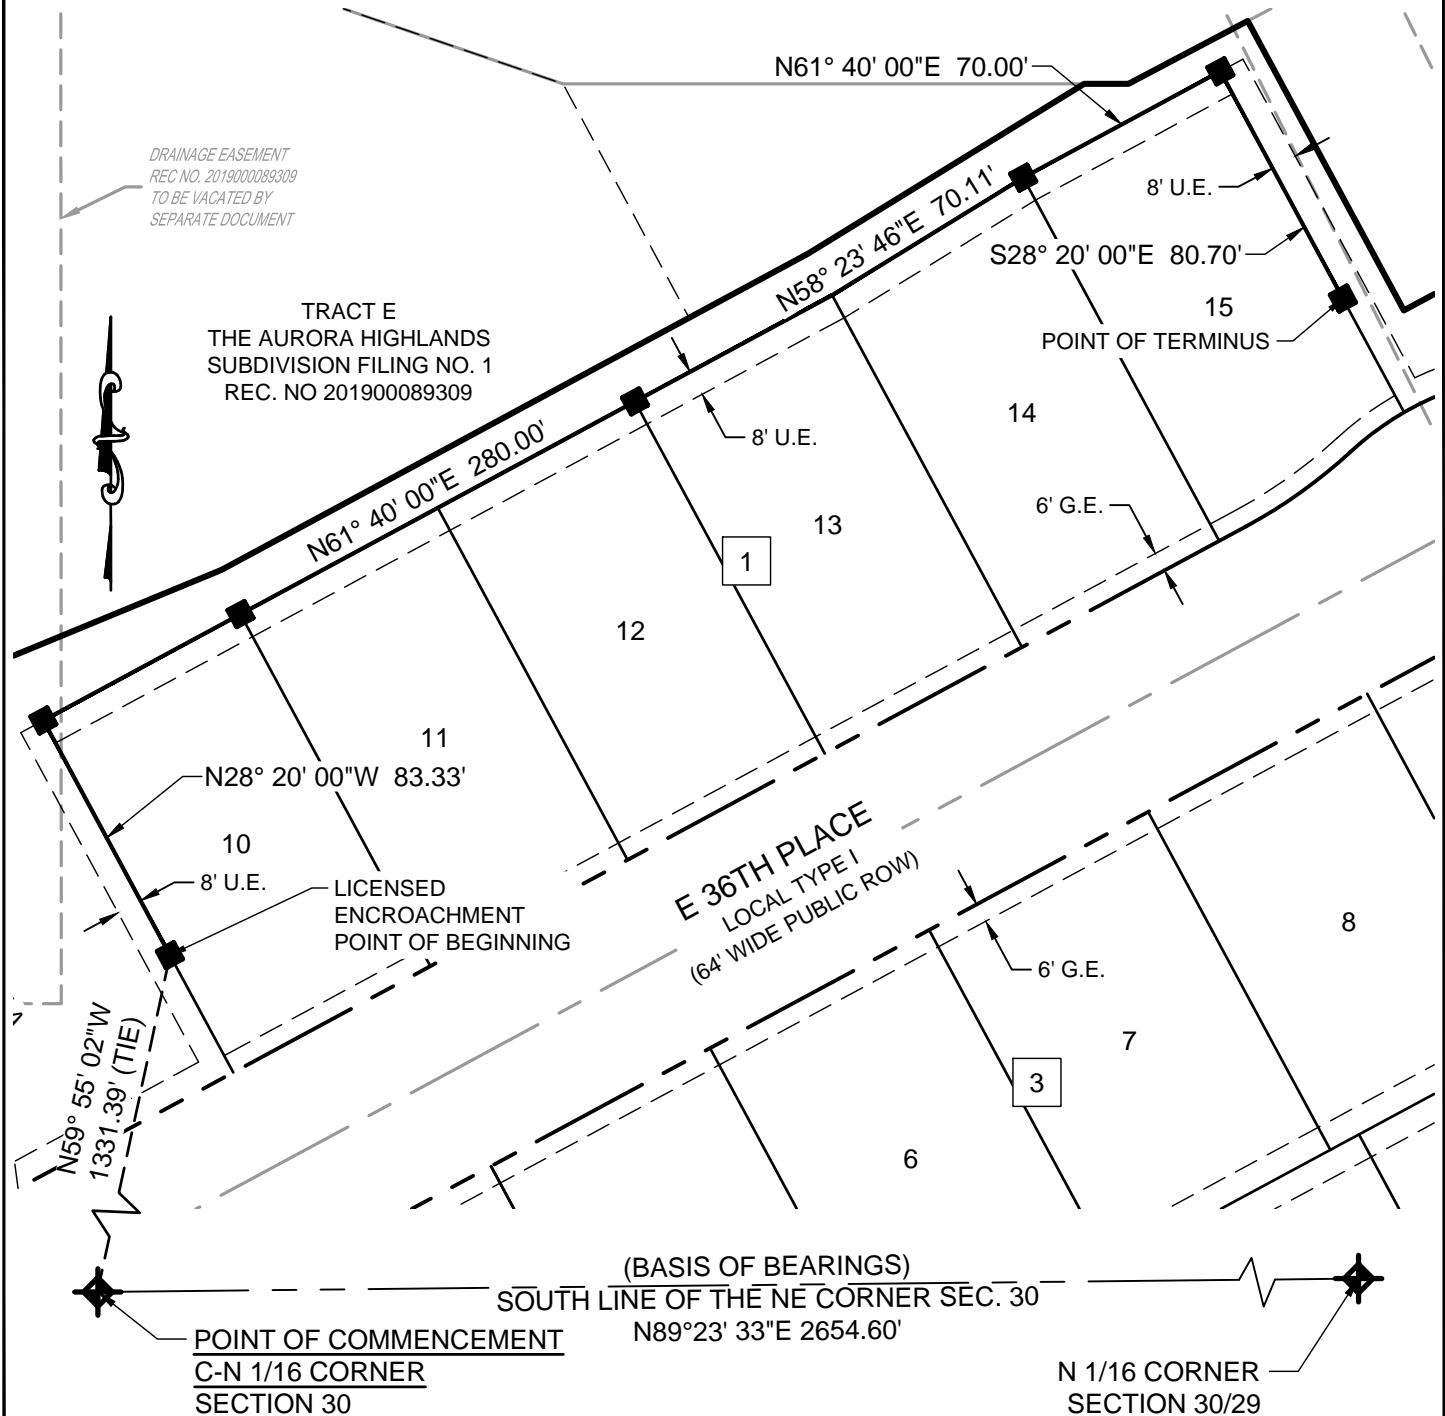 N61° 40' 00"E 70.00'
DRAINAGE EASEMENT
REC NO. 2019000089309
TO BE VACATED BY
SEPARATE DOCUMENT
8' U.E.
N58° 23' 46"E 70.11'
S28° 20' 00"E 80.70'
15
POINT OF TERMINUS
TRACT E
THE AURORA HIGHLANDS
SUBDIVISION FILING NO. 1
REC. NO 201900089309
14
8' U.E.
N61° 40' 00"E 280.00'
6' G.E.
13
1
12
11
N28° 20' 00"W 83.33'
10
8' U.E.
LICENSED
ENCROACHMENT
POINT OF BEGINNING
E 36TH PLACE
LOCAL TYPE I
(64' WIDE PUBLIC ROW)
8
6' G.E.
7
3
6
N59° 55' 02"W
1331.39' (TIE)
(BASIS OF BEARINGS)
SOUTH LINE OF THE NE CORNER SEC. 30
N89°23' 33"E 2654.60'
POINT OF COMMENCEMENT
C-N 1/16 CORNER
SECTION 30
N 1/16 CORNER
SECTION 30/29